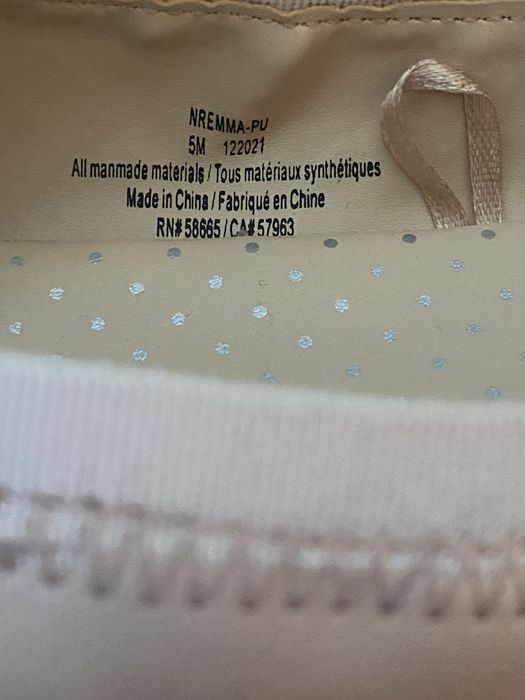 NREMMA-PU
5M 122021
All manmade materials / Tous matériaux synthétiques
Made in China / Fabriqué en Chine
RN# 58665 / CA# 57963